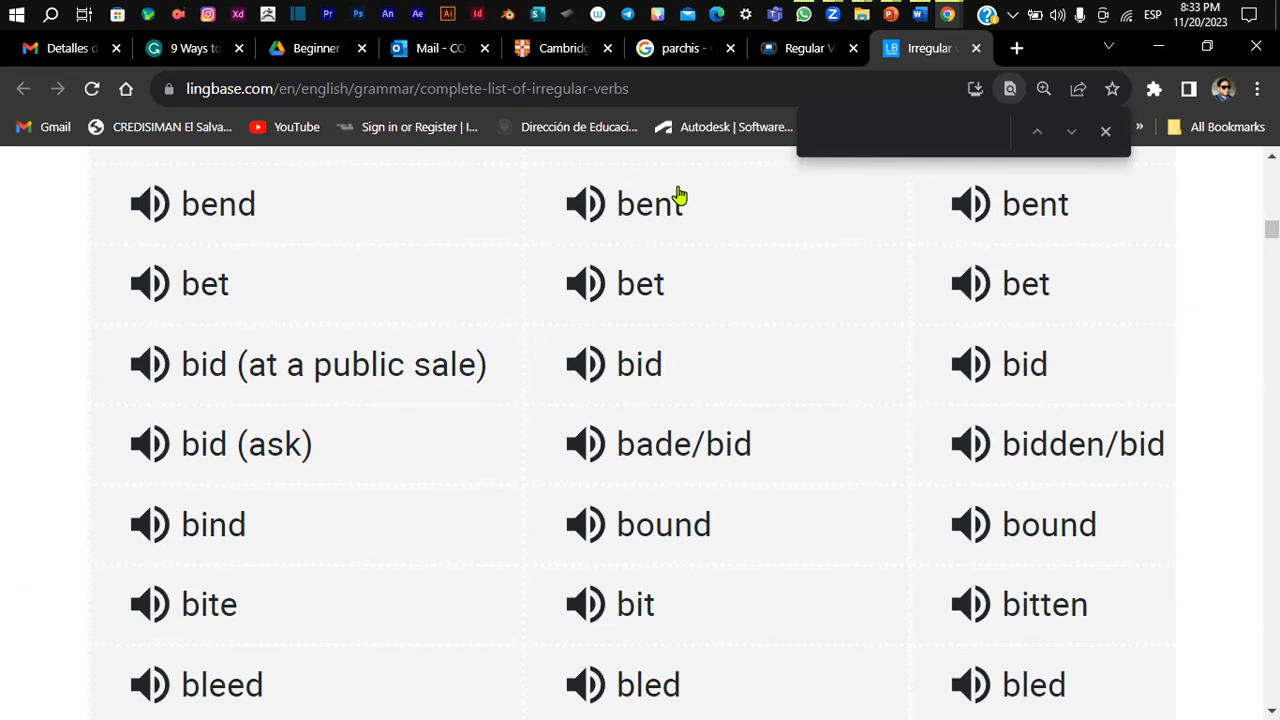 8:33 PM
ESP
11/20/2023
Detalles d
9 Ways to
Beginner
Mail - CO
Cambridg
parchis -
Regular V
Irregular v
lingbase.com/en/english/grammar/complete-list-of-irregular-verbs
Gmail
CREDISIMAN El Salva...
YouTube
Sign in or Register | I...
Dirección de Educaci...
Autodesk | Software...
»
All Bookmarks
bend bent bent
bet bet bet
bid (at a public sale) bid bid
bid (ask) bade/bid bidden/bid
bind bound bound
bite bit bitten
bleed bled bled